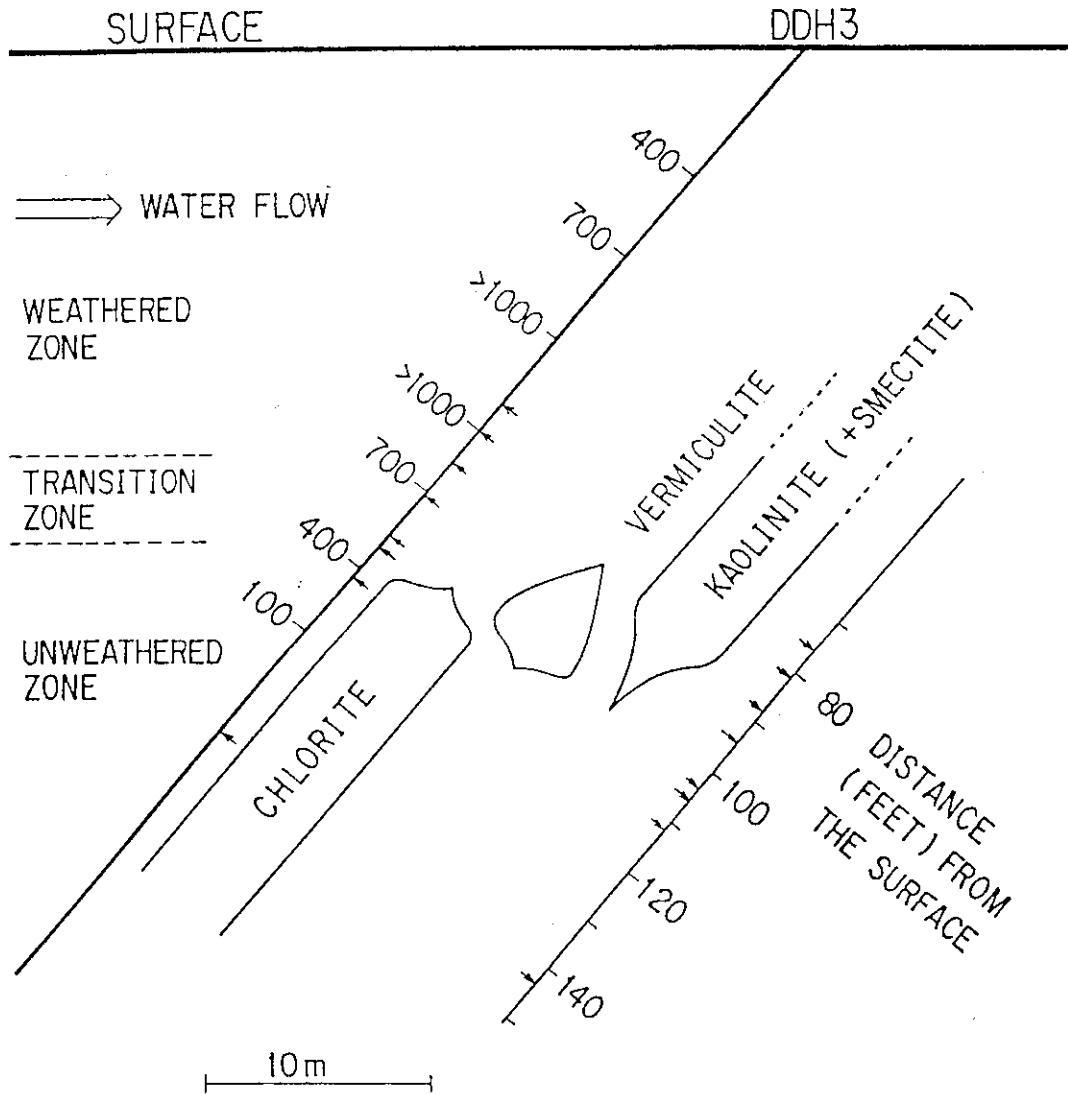 SURFACE
DDH3
400
700
>1000
>1000
700
400
100
WATER FLOW
WEATHERED
ZONE
TRANSITION
ZONE
UNWEATHERED
ZONE
CHLORITE
VERMICULITE
KAOLINITE (+SMECTITE)
80
100
120
140
DISTANCE
(FEET) FROM
THE SURFACE
10m